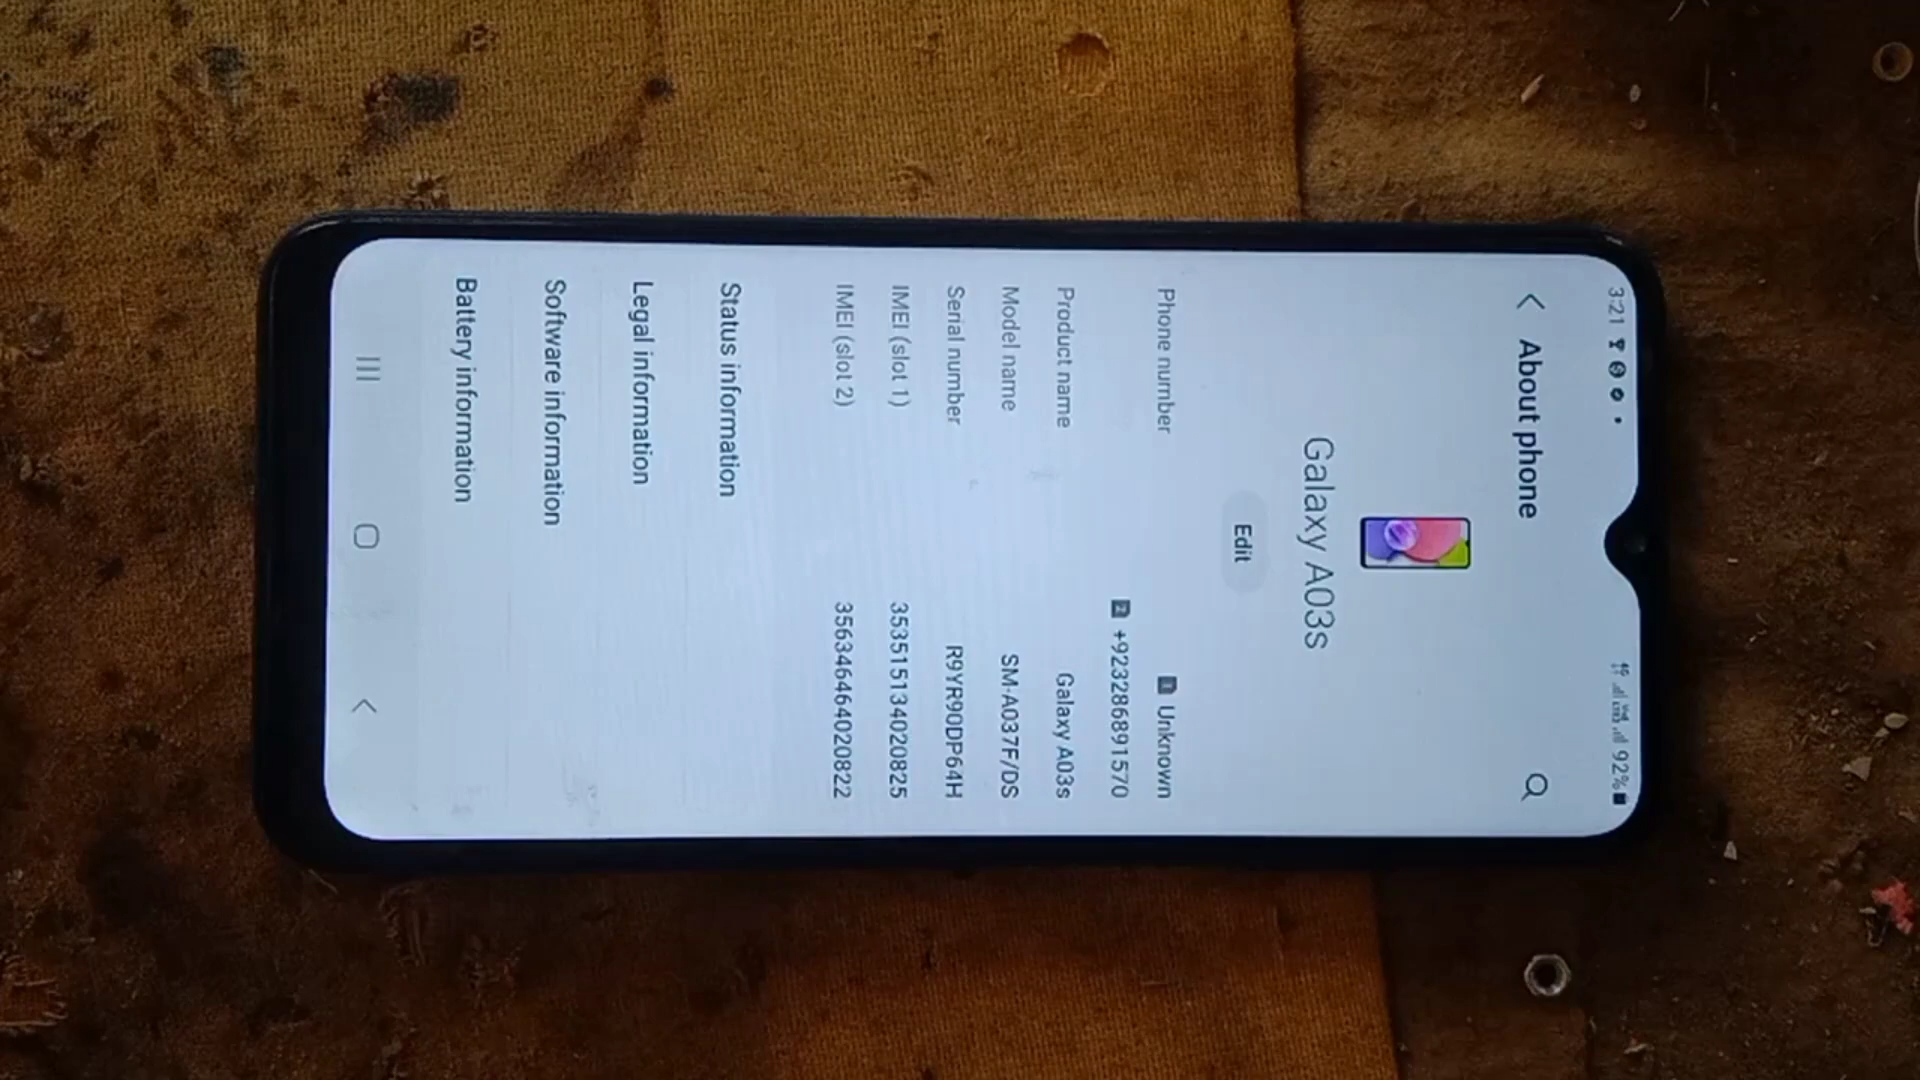 3:21
92%
About phone
Galaxy A03s
Edit
Phone number
1 Unknown
2 +923286891570
Product name Galaxy A03s
Model name SM-A037F/DS
Serial number R9YR90DP64H
IMEI (slot 1) 353515134020825
IMEI (slot 2) 356346464020822
Status information
Legal information
Software information
Battery information